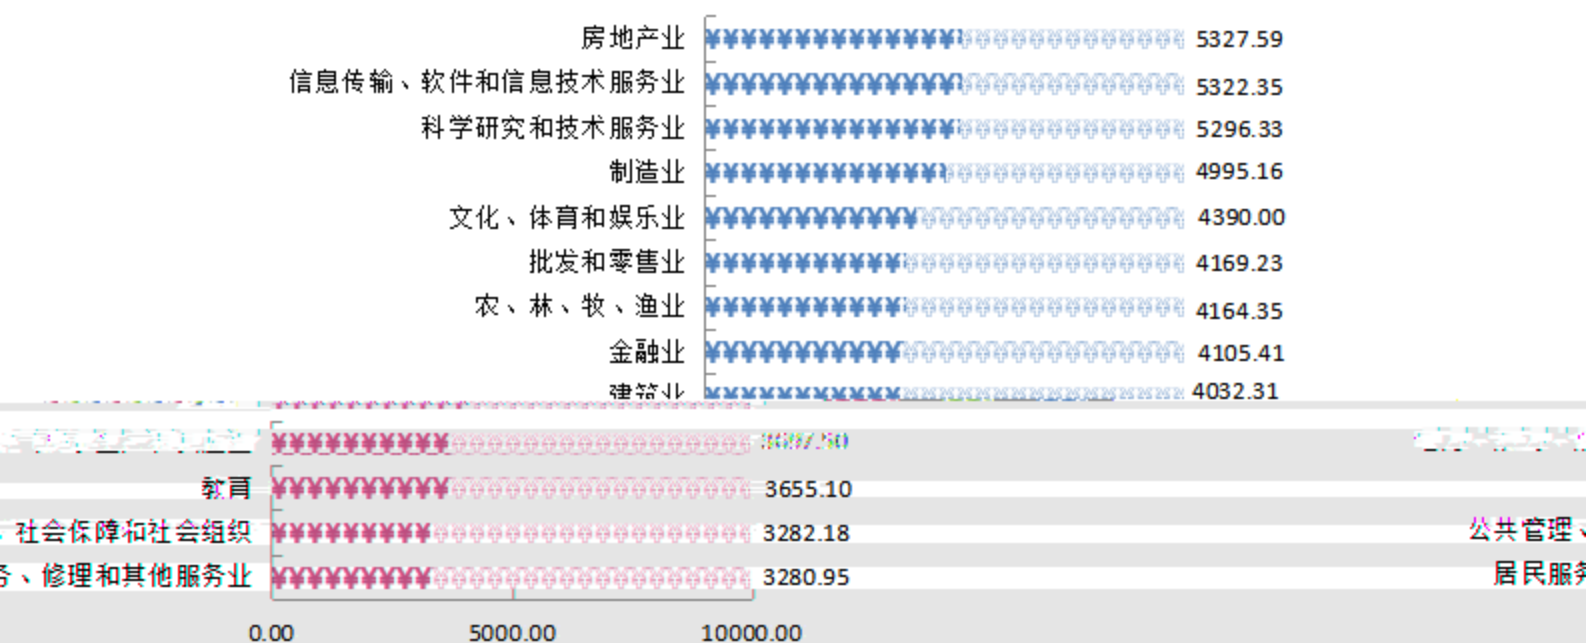 房地产业 5327.59
信息传输、软件和信息技术服务业 5322.35
科学研究和技术服务业 5296.33
制造业 4995.16
文化、体育和娱乐业 4390.00
批发和零售业 4169.23
农、林、牧、渔业 4164.35
金融业 4105.41
建筑业 4032.31
教育 3655.10
、社会保障和社会组织 3282.18 公共管理、
务、修理和其他服务业 3280.95 居民服务
0.00 5000.00 10000.00